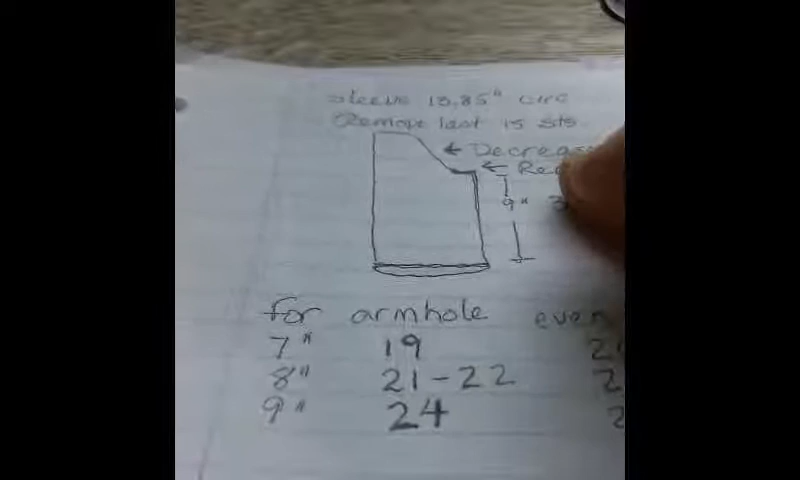 sleeve 13.85" circ
Remove last 15 sts
← Decrease
←
9"
for armhole even
7" 19
8" 21-22
9" 24